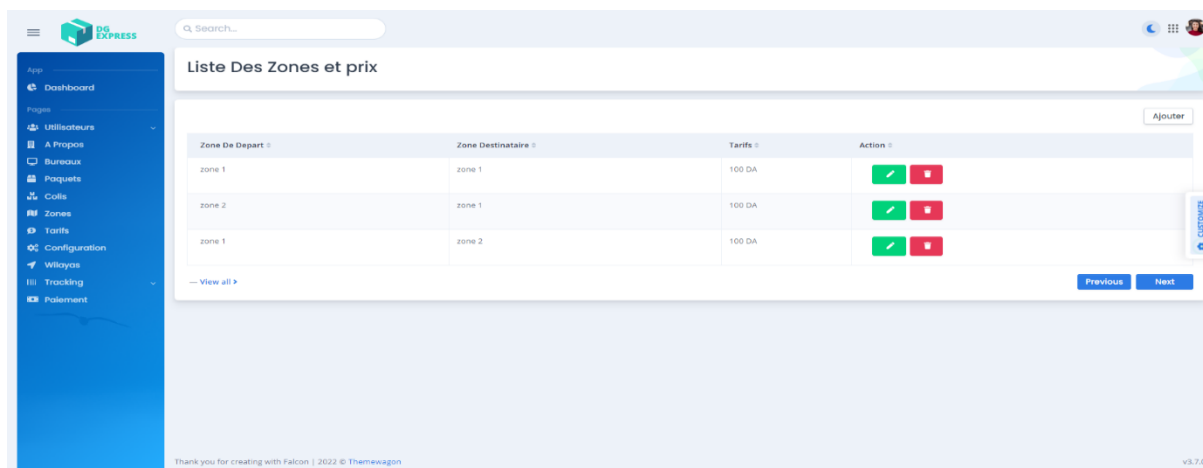 DG
EXPRESS
Search...
App
Dashboard
Pages
Utilisateurs
A Propos
Bureaux
Paquets
Colis
Zones
Tarifs
Configuration
Wilayas
Tracking
Paiement
Liste Des Zones et prix
Ajouter
Zone De Depart Zone Destinataire Tarifs Action
zone 1 zone 1 100 DA
zone 2 zone 1 100 DA
zone 1 zone 2 100 DA
— View all > Previous Next
CUSTOMIZE
Thank you for creating with Falcon | 2022 © Themewagon